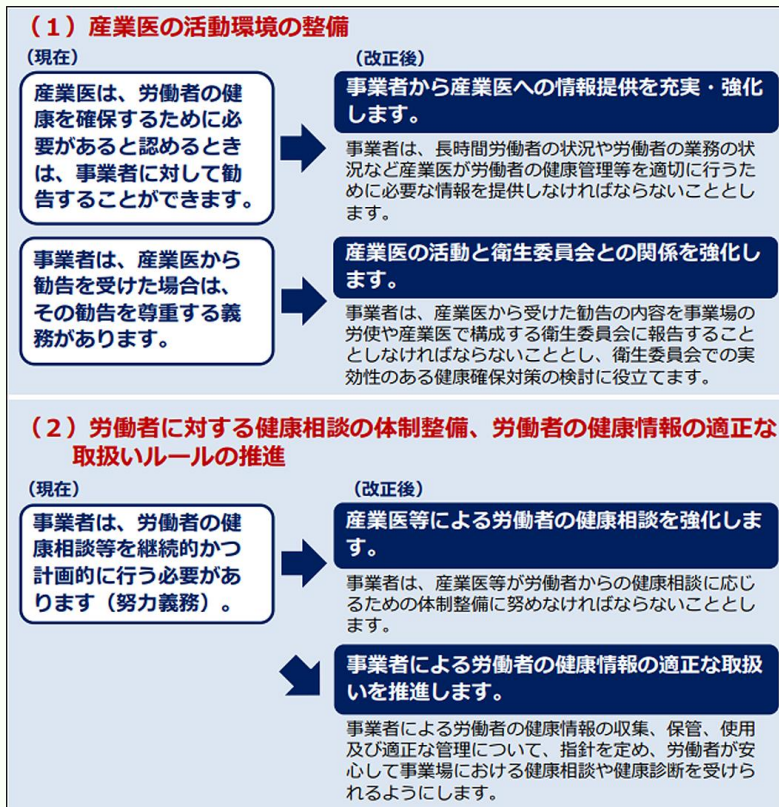 （１）産業医の活動環境の整備
（現在）
産業医は、労働者の健
康を確保するために必
要があると認めるとき
は、事業者に対して勧
告することができます。
（改正後）
事業者から産業医への情報提供を充実・強化
します。
事業者は、長時間労働者の状況や労働者の業務の状
況など産業医が労働者の健康管理等を適切に行うた
めに必要な情報を提供しなければならないこととし
ます。
事業者は、産業医から
勧告を受けた場合は、
その勧告を尊重する義
務があります。
産業医の活動と衛生委員会との関係を強化し
ます。
事業者は、産業医から受けた勧告の内容を事業場の
労使や産業医で構成する衛生委員会に報告すること
としなければならないこととし、衛生委員会での実
効性のある健康確保対策の検討に役立てます。
（２）労働者に対する健康相談の体制整備、労働者の健康情報の適正な
取扱いルールの推進
（現在）
事業者は、労働者の健
康相談等を継続的かつ
計画的に行う必要があ
ります（努力義務）。
（改正後）
産業医等による労働者の健康相談を強化しま
す。
事業者は、産業医等が労働者からの健康相談に応じ
るための体制整備に努めなければならないこととし
ます。
事業者による労働者の健康情報の適正な取扱
いを推進します。
事業者による労働者の健康情報の収集、保管、使用
及び適正な管理について、指針を定め、労働者が安
心して事業場における健康相談や健康診断を受けら
れるようにします。